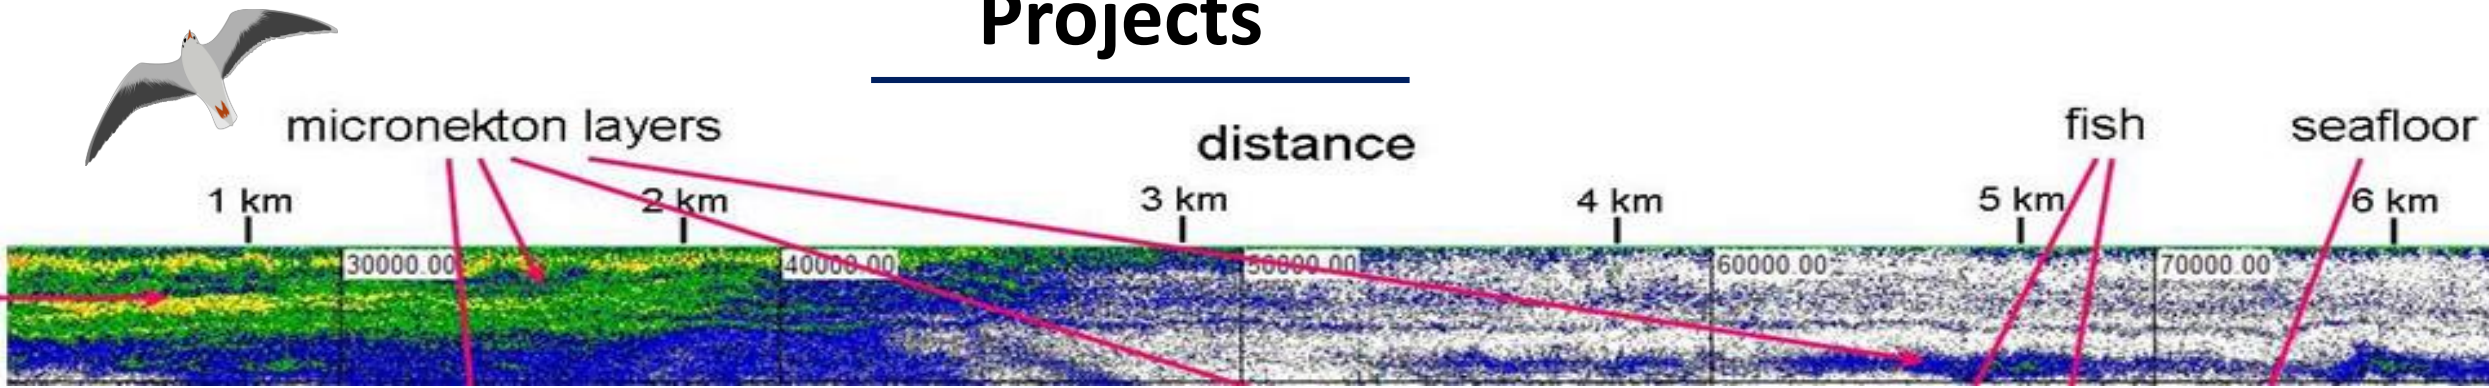 Projects
micronekton layers
distance
fish
seafloor
1 km
2 km
3 km
4 km
5 km
6 km
30000.00
40000.00
50000.00
60000.00
70000.00